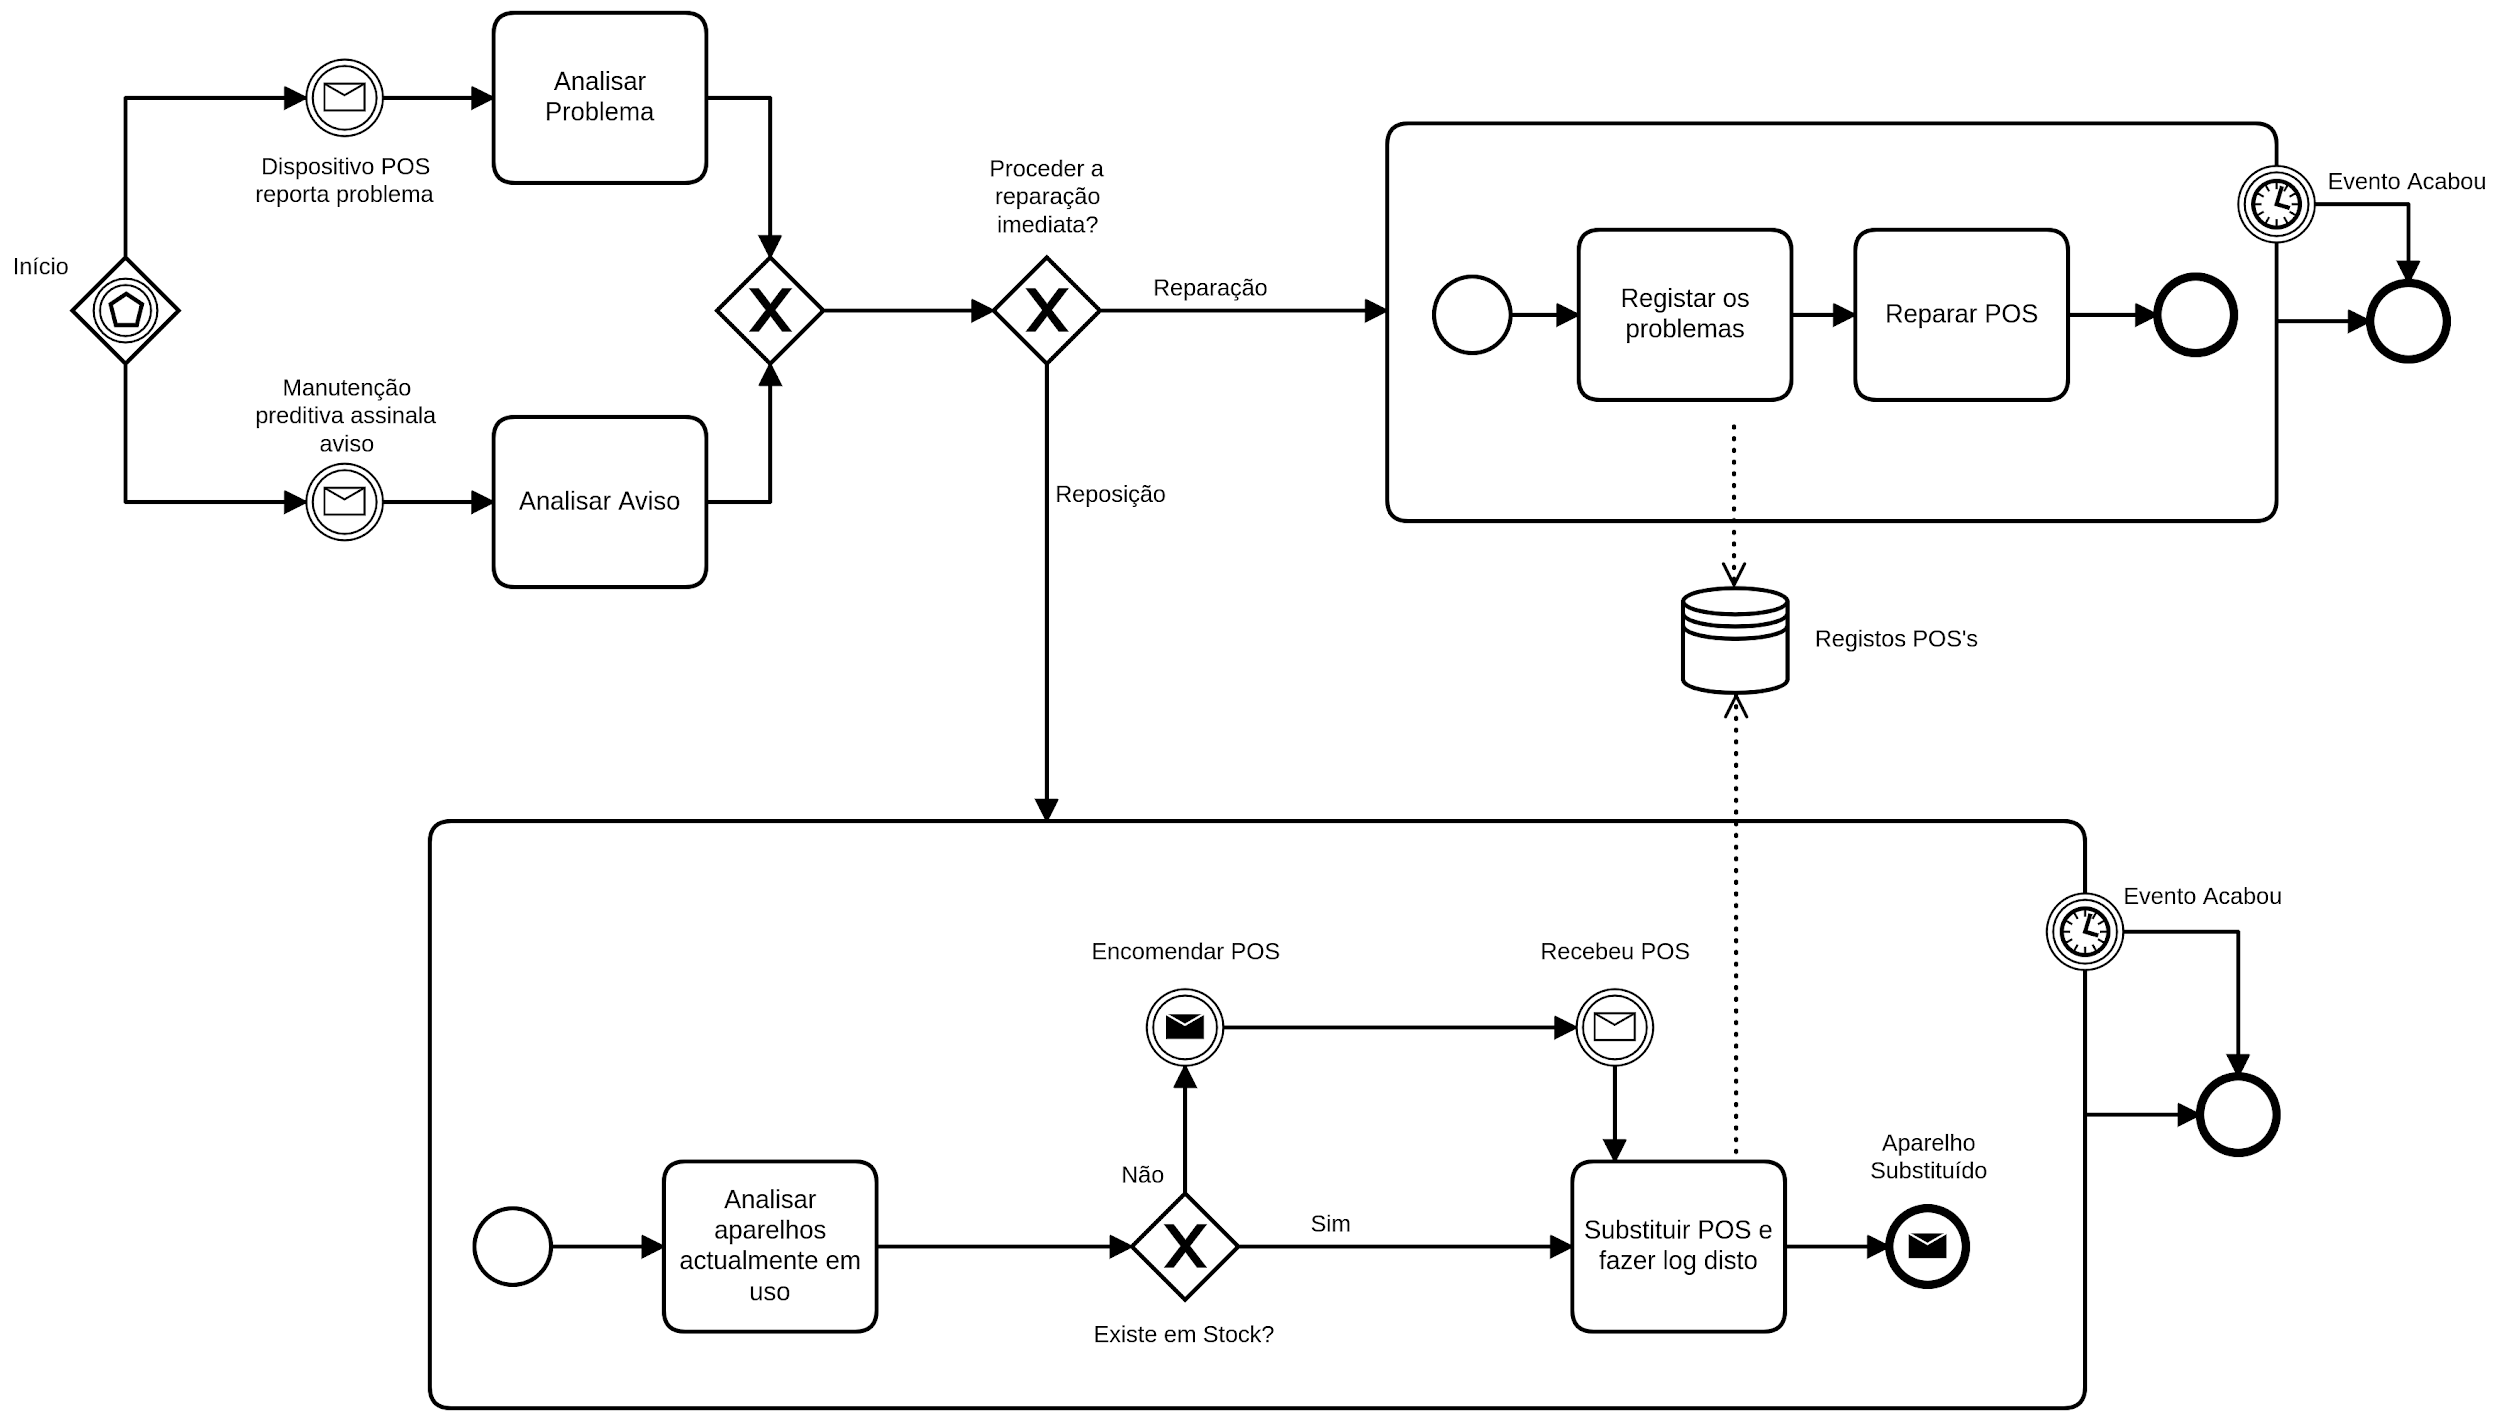 Analisar
Problema
Dispositivo POS
reporta problema
Início
Manutenção
preditiva assinala
aviso
Analisar Aviso
Proceder a
reparação
imediata?
Reparação
Reposição
Registar os
problemas
Reparar POS
Evento Acabou
Registos POS's
Evento Acabou
Encomendar POS
Recebeu POS
Não
Sim
Analisar
aparelhos
actualmente em
uso
Existe em Stock?
Substituir POS e
fazer log disto
Aparelho
Substituído